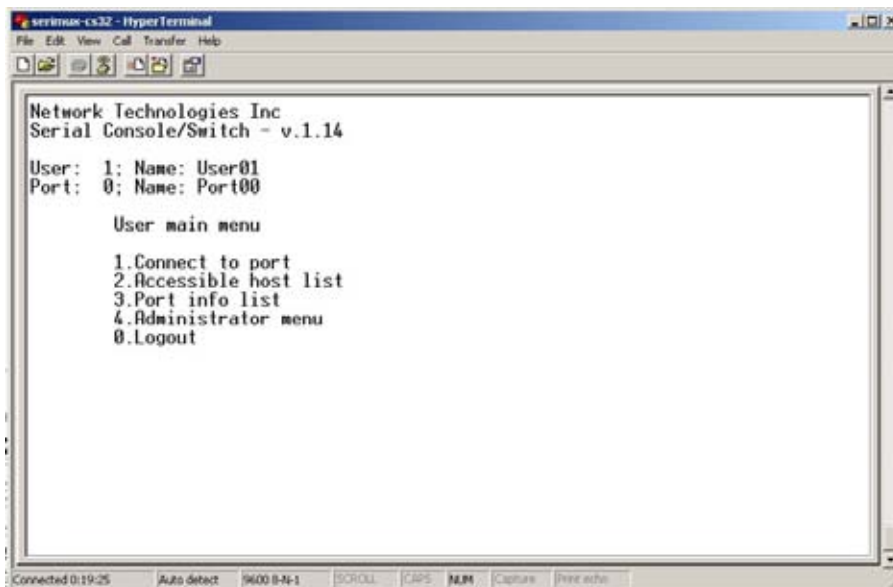 serimux-cs32 - HyperTerminal
File Edit View Call Transfer Help
Network Technologies Inc
Serial Console/Switch - v.1.14
User: 1; Name: User01
Port: 0; Name: Port00
User main menu
1.Connect to port
2.Accessible host list
3.Port info list
4.Administrator menu
0.Logout
Connected 0:19:25 Auto detect 9600 8-N-1 SCROLL CAPS NUM Capture Print echo